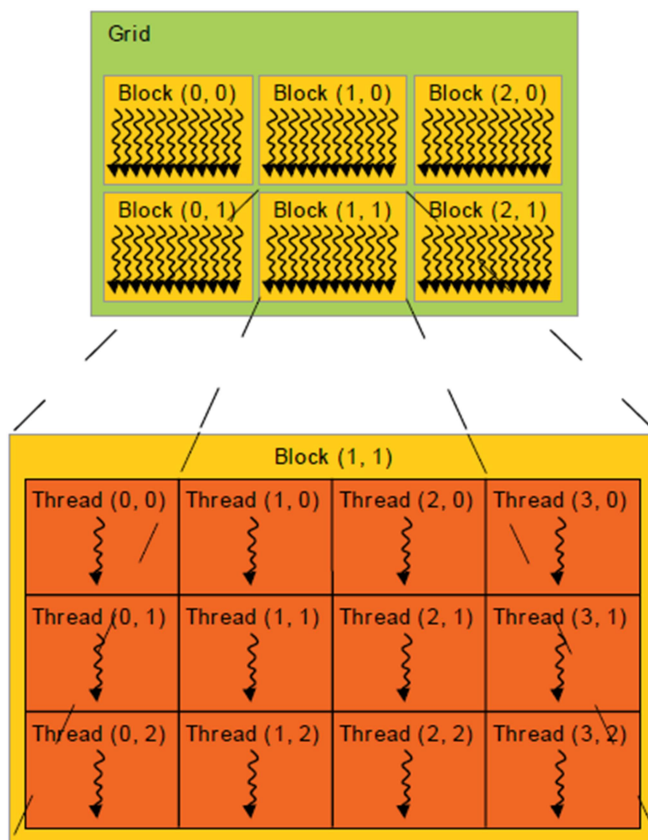 Grid
Block (0, 0) Block (1, 0) Block (2, 0)
Block (0, 1) Block (1, 1) Block (2, 1)
Block (1, 1)
Thread (0, 0) Thread (1, 0) Thread (2, 0) Thread (3, 0)
Thread (0, 1) Thread (1, 1) Thread (2, 1) Thread (3, 1)
Thread (0, 2) Thread (1, 2) Thread (2, 2) Thread (3, 2)